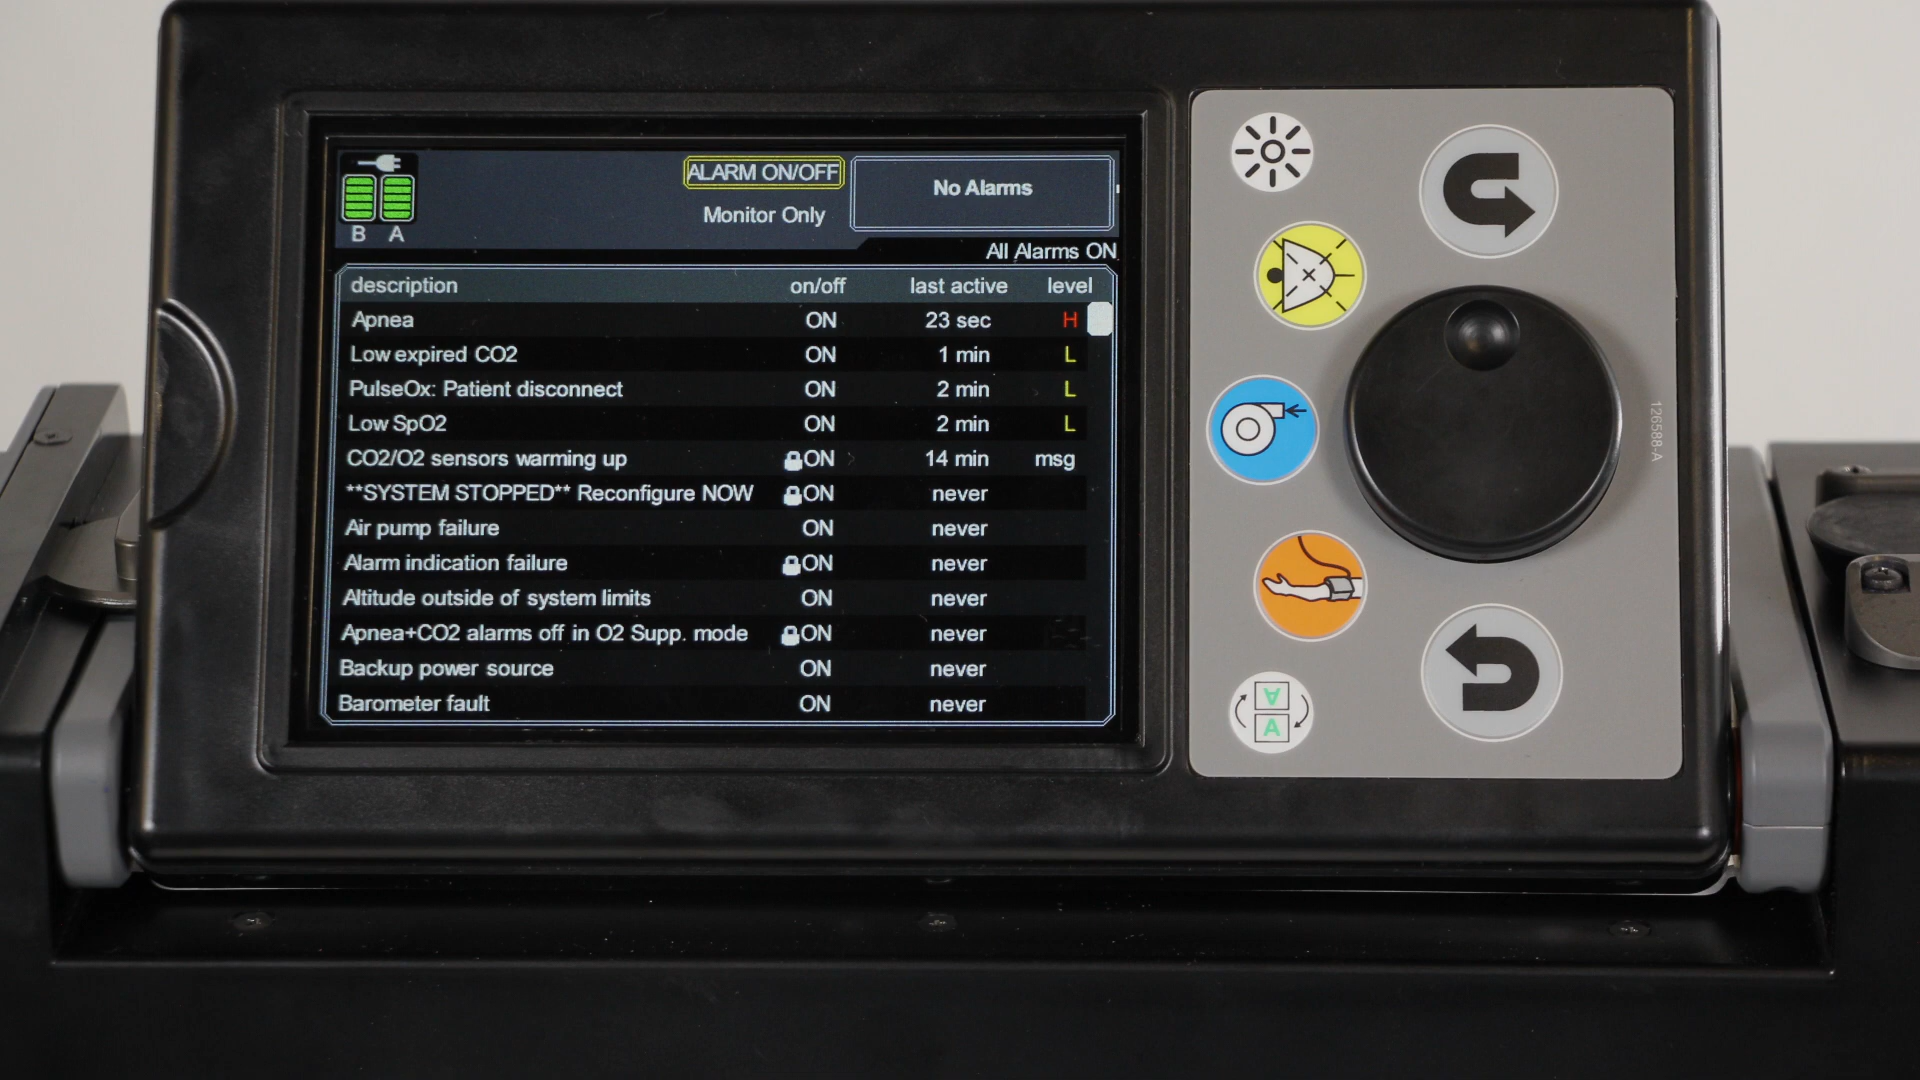 ALARM ON/OFF
No Alarms
Monitor Only
B A
All Alarms ON
description on/off last active level
Apnea ON 23 sec H
Low expired CO2 ON 1 min L
PulseOx: Patient disconnect ON 2 min L
Low SpO2 ON 2 min L
CO2/O2 sensors warming up ON 14 min msg
**SYSTEM STOPPED** Reconfigure NOW ON never
Air pump failure ON never
Alarm indication failure ON never
Altitude outside of system limits ON never
Apnea+CO2 alarms off in O2 Supp. mode ON never
Backup power source ON never
Barometer fault ON never
A
A
126588-A